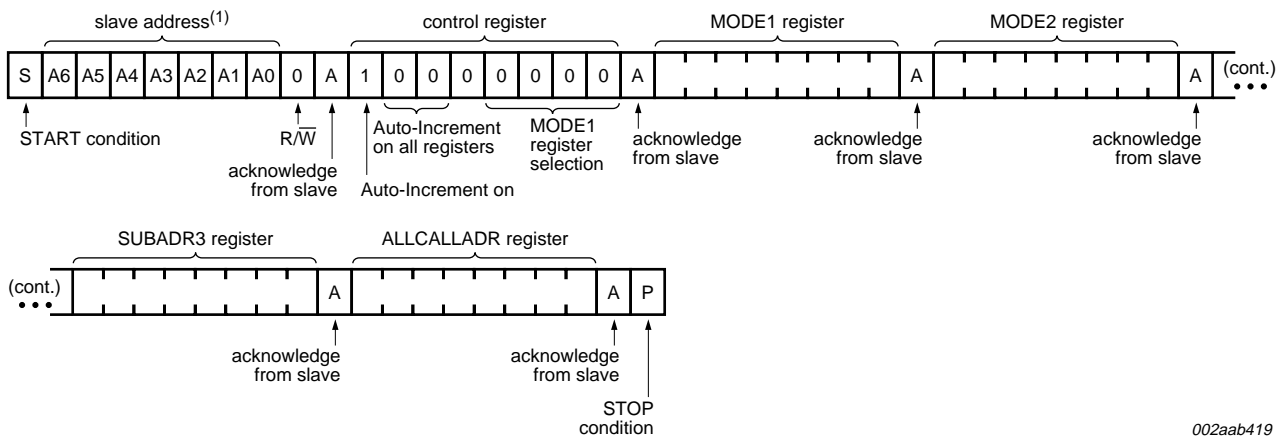 slave address(1) control register MODE1 register MODE2 register
S A6 A5 A4 A3 A2 A1 A0 0 A 1 0 0 0 0 0 0 0 A A A (cont.)
START condition R/W̅ Auto-Increment on all registers MODE1 register selection acknowledge from slave acknowledge from slave acknowledge from slave
acknowledge from slave Auto-Increment on
SUBADR3 register ALLCALLADR register
(cont.) A A P
acknowledge from slave acknowledge from slave
STOP condition
002aab419